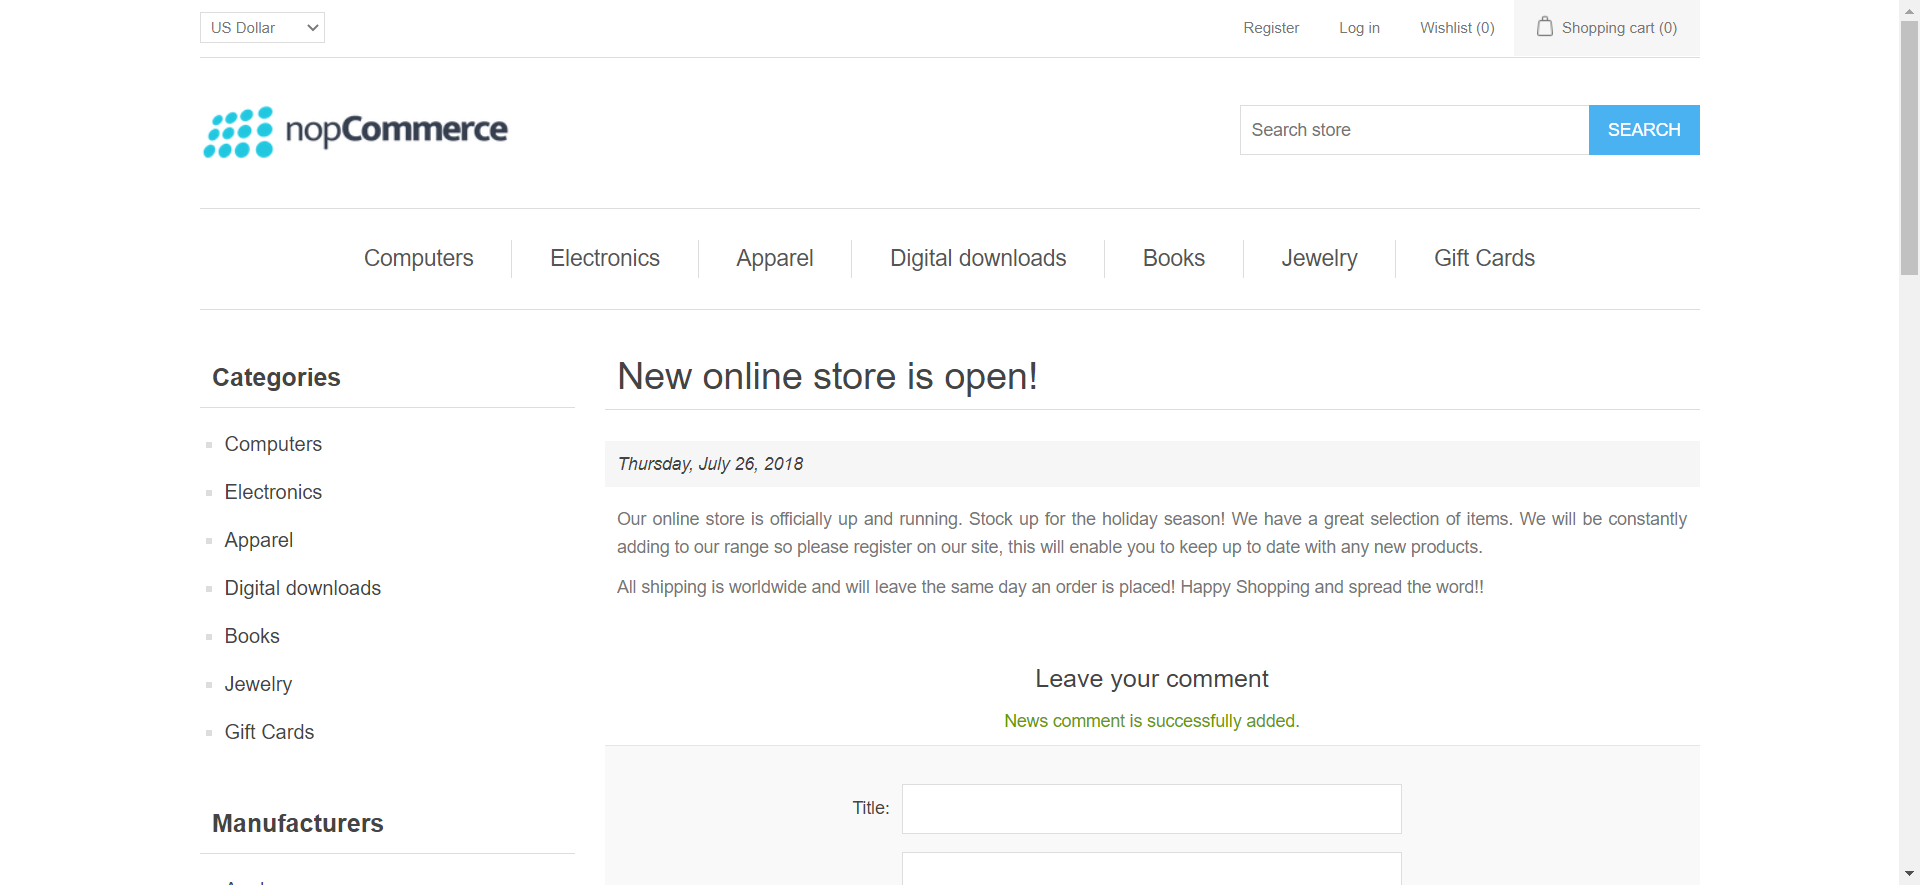 US Dollar
Register
Log in
Wishlist (0)
Shopping cart (0)
nopCommerce
Search store
SEARCH
Computers
Electronics
Apparel
Digital downloads
Books
Jewelry
Gift Cards
Categories
Computers
Electronics
Apparel
Digital downloads
Books
Jewelry
Gift Cards
Manufacturers
New online store is open!
Thursday, July 26, 2018
Our online store is officially up and running. Stock up for the holiday season! We have a great selection of items. We will be constantly
adding to our range so please register on our site, this will enable you to keep up to date with any new products.
All shipping is worldwide and will leave the same day an order is placed! Happy Shopping and spread the word!!
Leave your comment
News comment is successfully added.
Title: